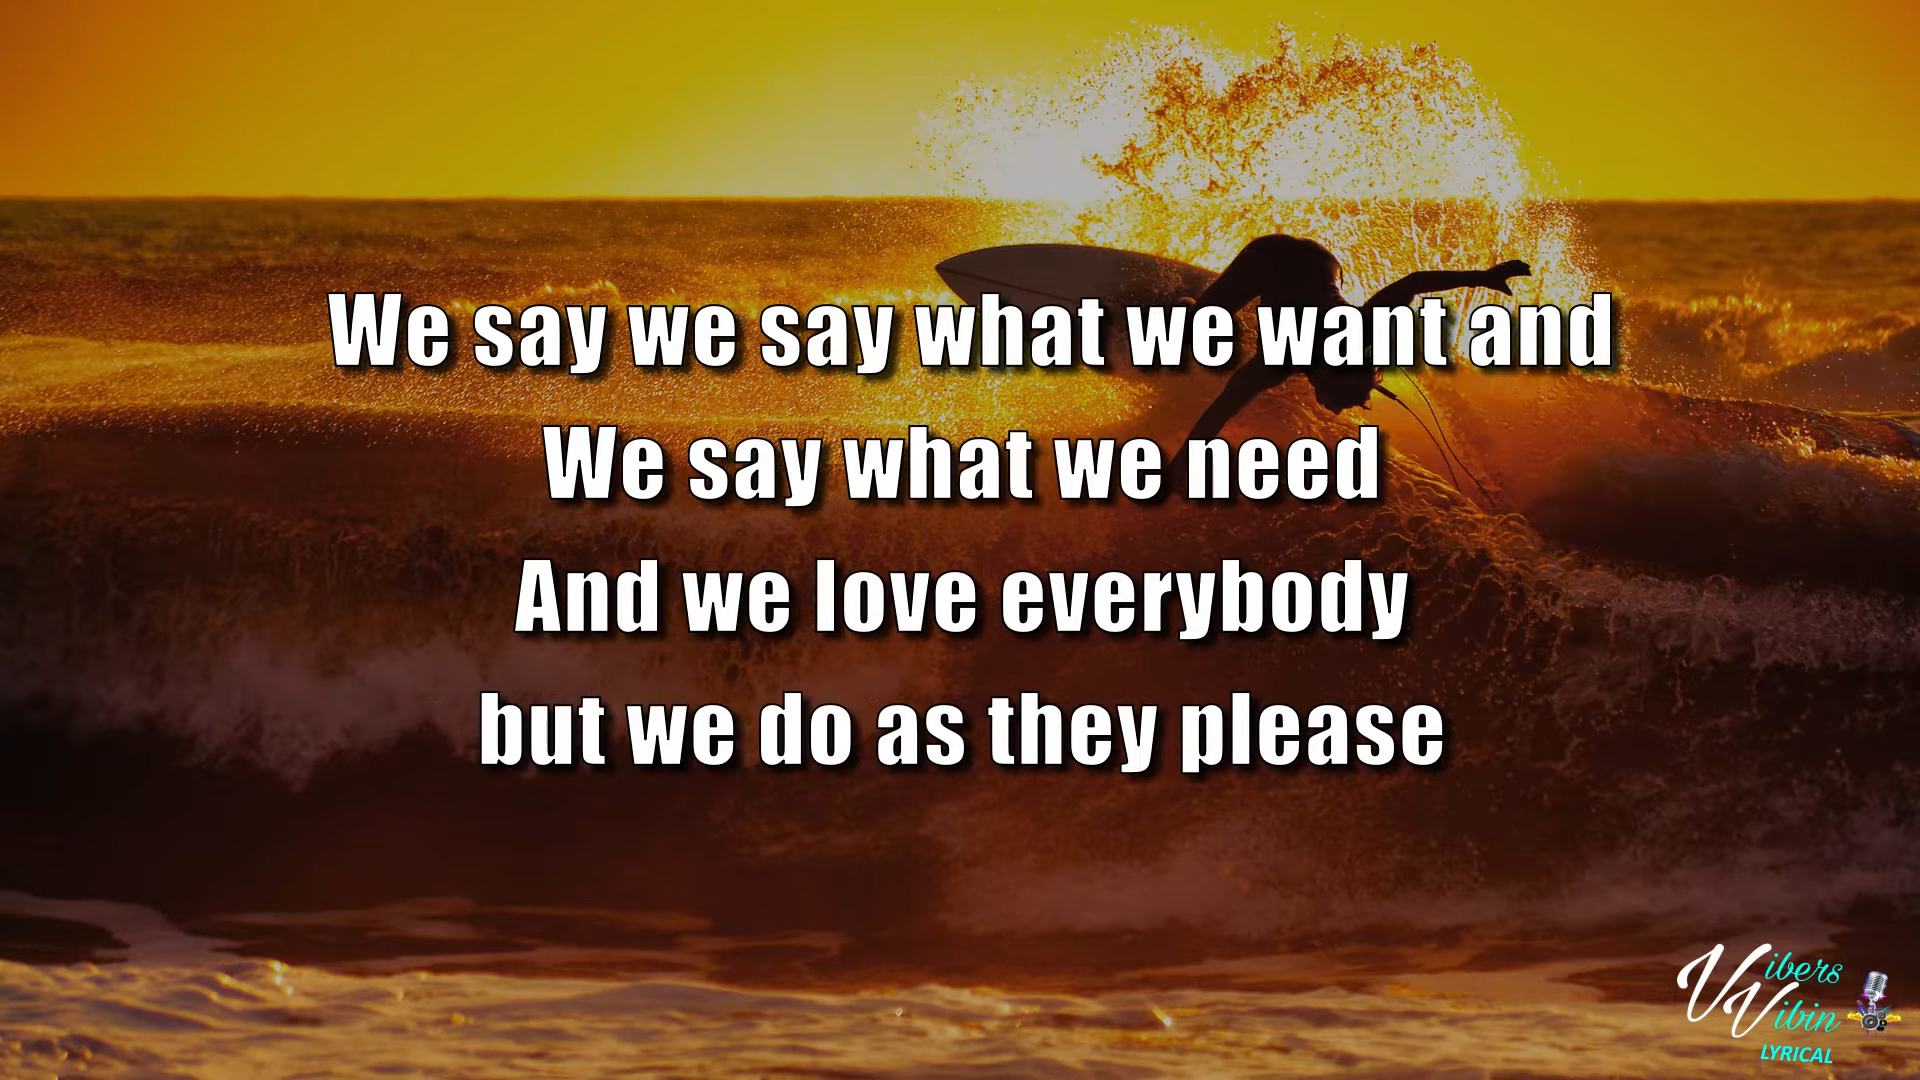 We say we say what we want and
We say what we need
And we love everybody
but we do as they please
Vibers
Vibin
LYRICAL